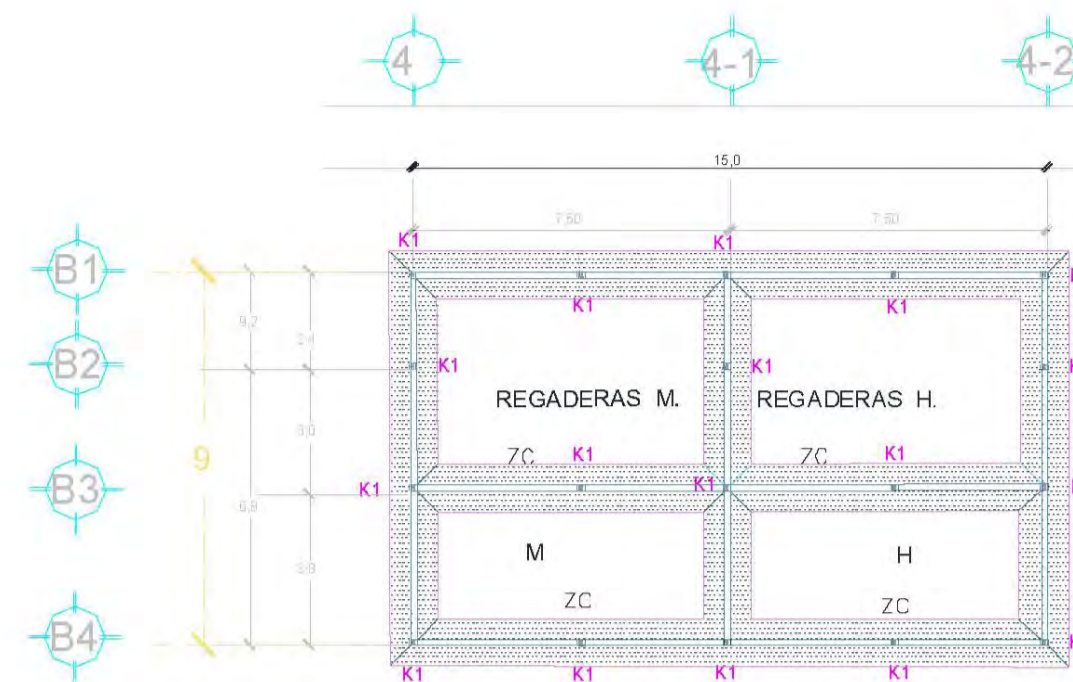 4 4-1 4-2
15,0
7,50 7,50
K1 K1
B1
K1 K1
B2
K1 K1
REGADERAS M. REGADERAS H.
9
ZC K1 ZC K1
B3
K1 K1
M H
ZC ZC
B4
K1 K1 K1 K1